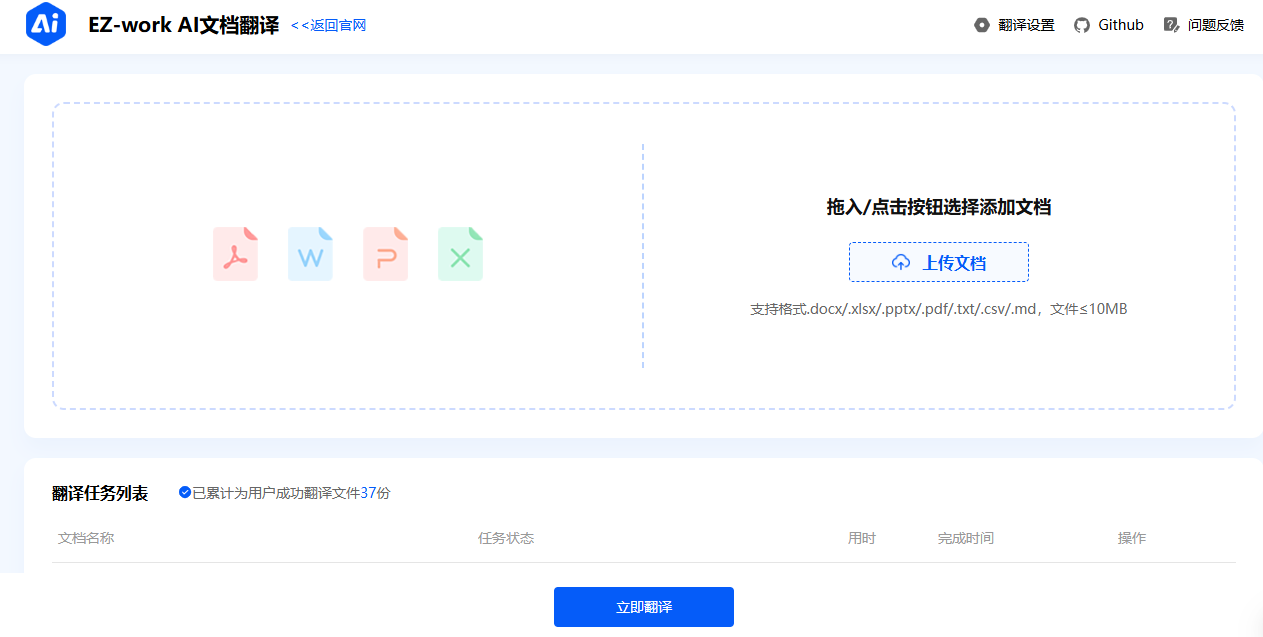 Ai EZ-work AI文档翻译 <<返回官网 翻译设置 Github 问题反馈
拖入/点击按钮选择添加文档
W P X
上传文档
支持格式.docx/.xlsx/.pptx/.pdf/.txt/.csv/.md，文件≤10MB
翻译任务列表 已累计为用户成功翻译文件37份
文档名称 任务状态 用时 完成时间 操作
立即翻译